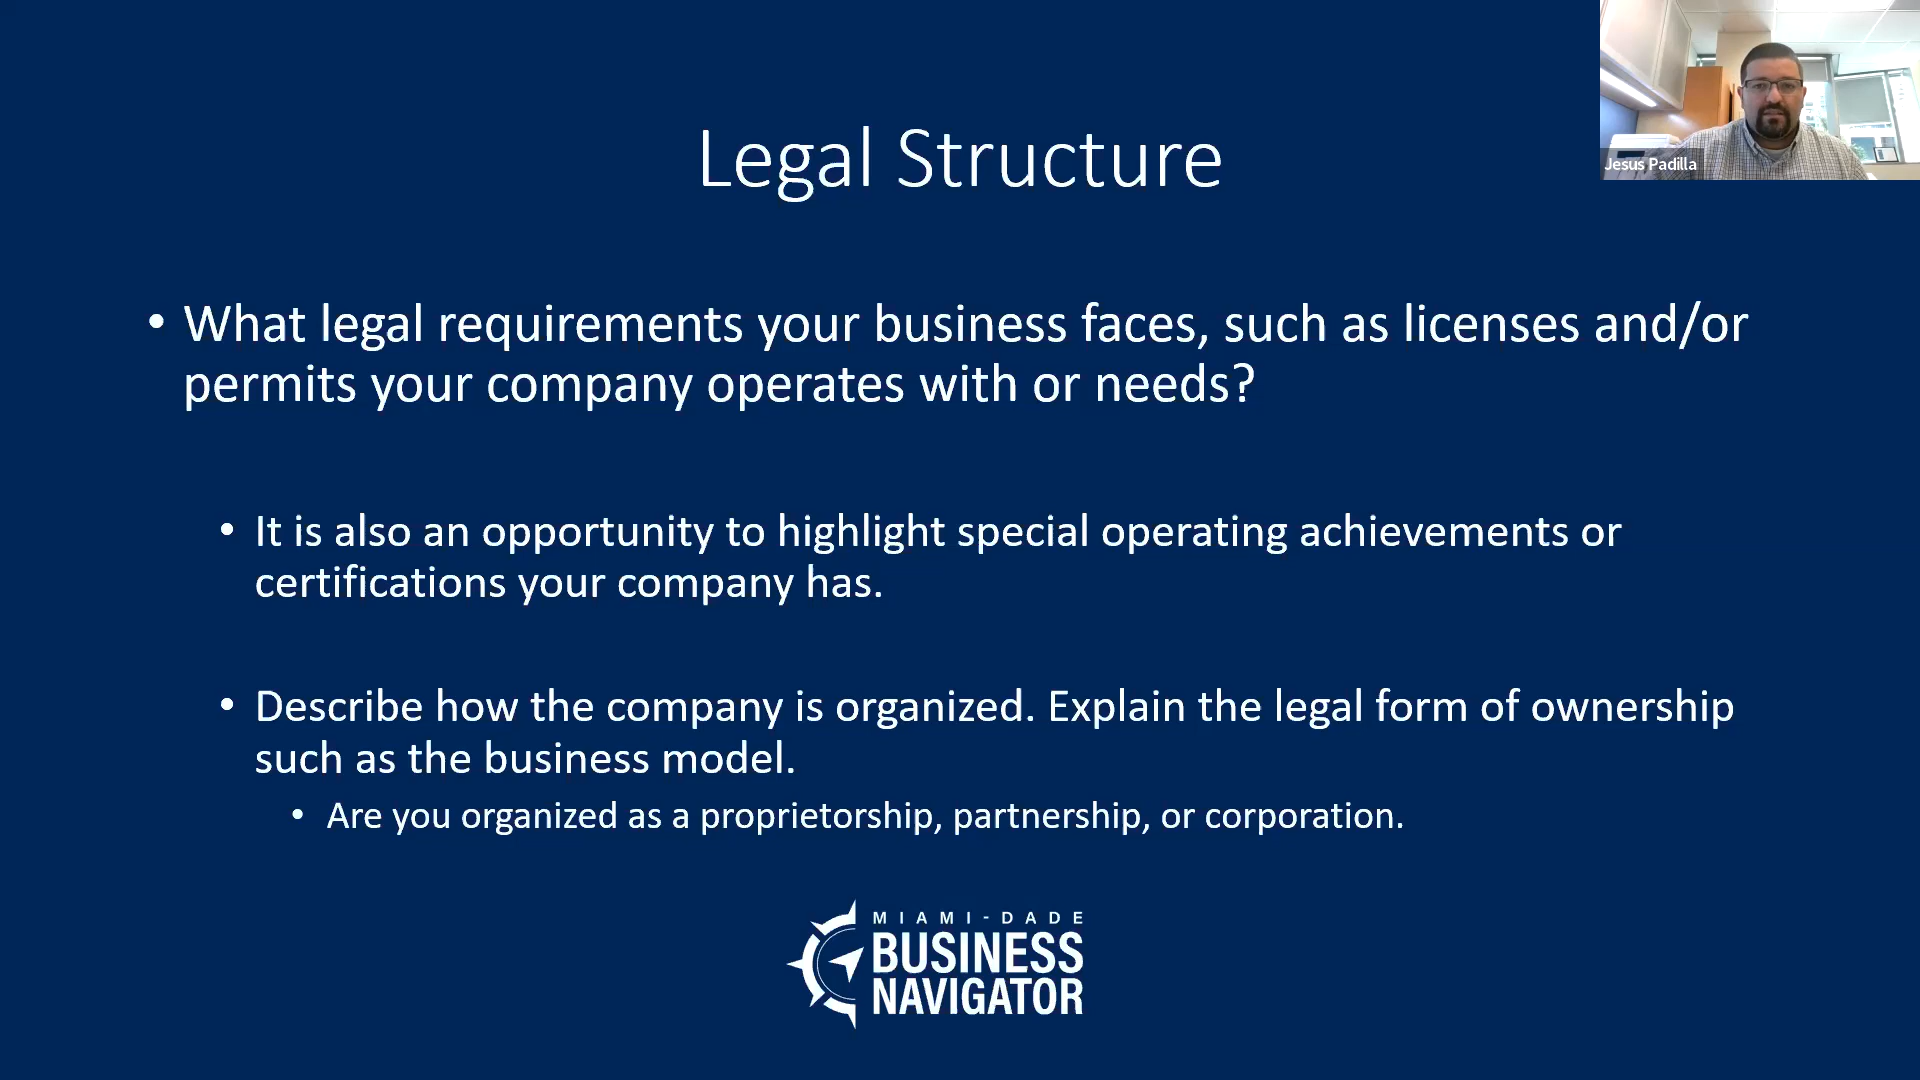 Jesus Padilla
Legal Structure
• What legal requirements your business faces, such as licenses and/or
permits your company operates with or needs?
• It is also an opportunity to highlight special operating achievements or
certifications your company has.
• Describe how the company is organized. Explain the legal form of ownership
such as the business model.
• Are you organized as a proprietorship, partnership, or corporation.
MIAMI-DADE
BUSINESS
NAVIGATOR